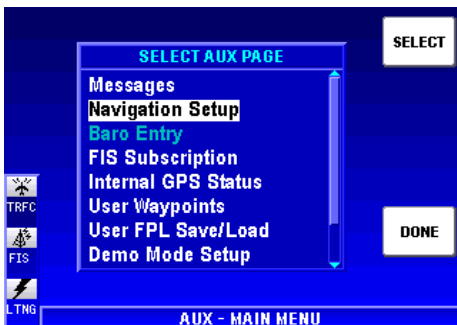 SELECT
SELECT AUX PAGE
Messages
Navigation Setup
Baro Entry
FIS Subscription
Internal GPS Status
User Waypoints
User FPL Save/Load
Demo Mode Setup
TRFC
DONE
FIS
LTNG
AUX - MAIN MENU